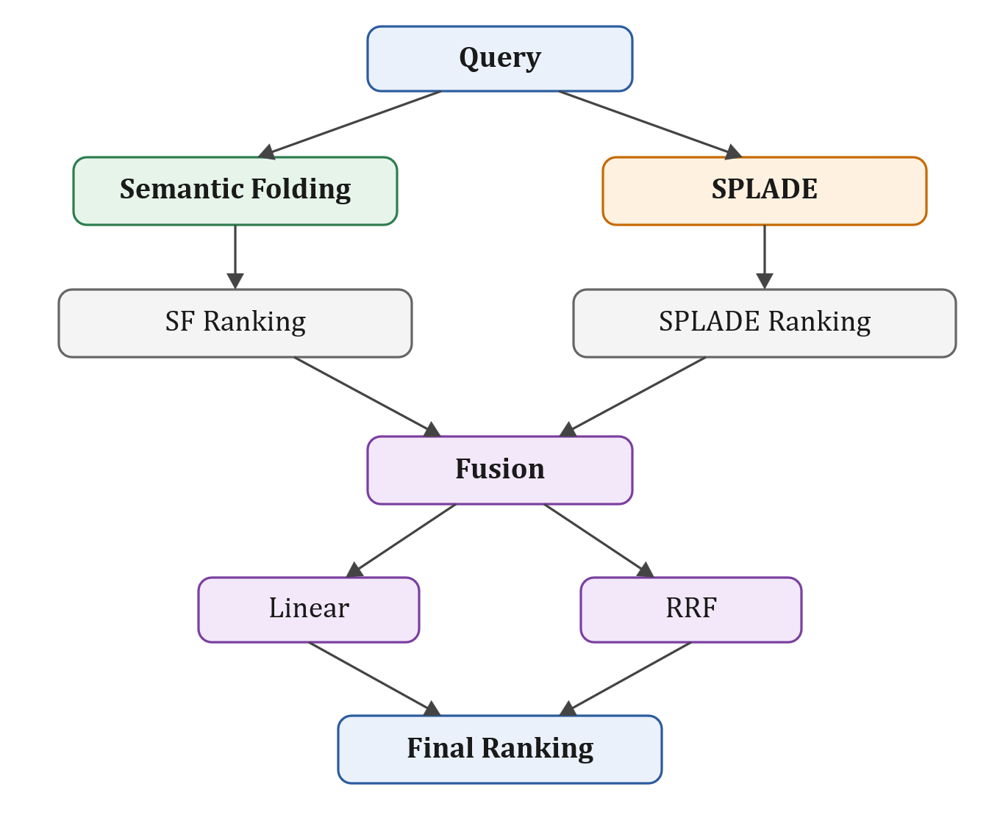 Query
Semantic Folding
SPLADE
SF Ranking
SPLADE Ranking
Fusion
Linear
RRF
Final Ranking